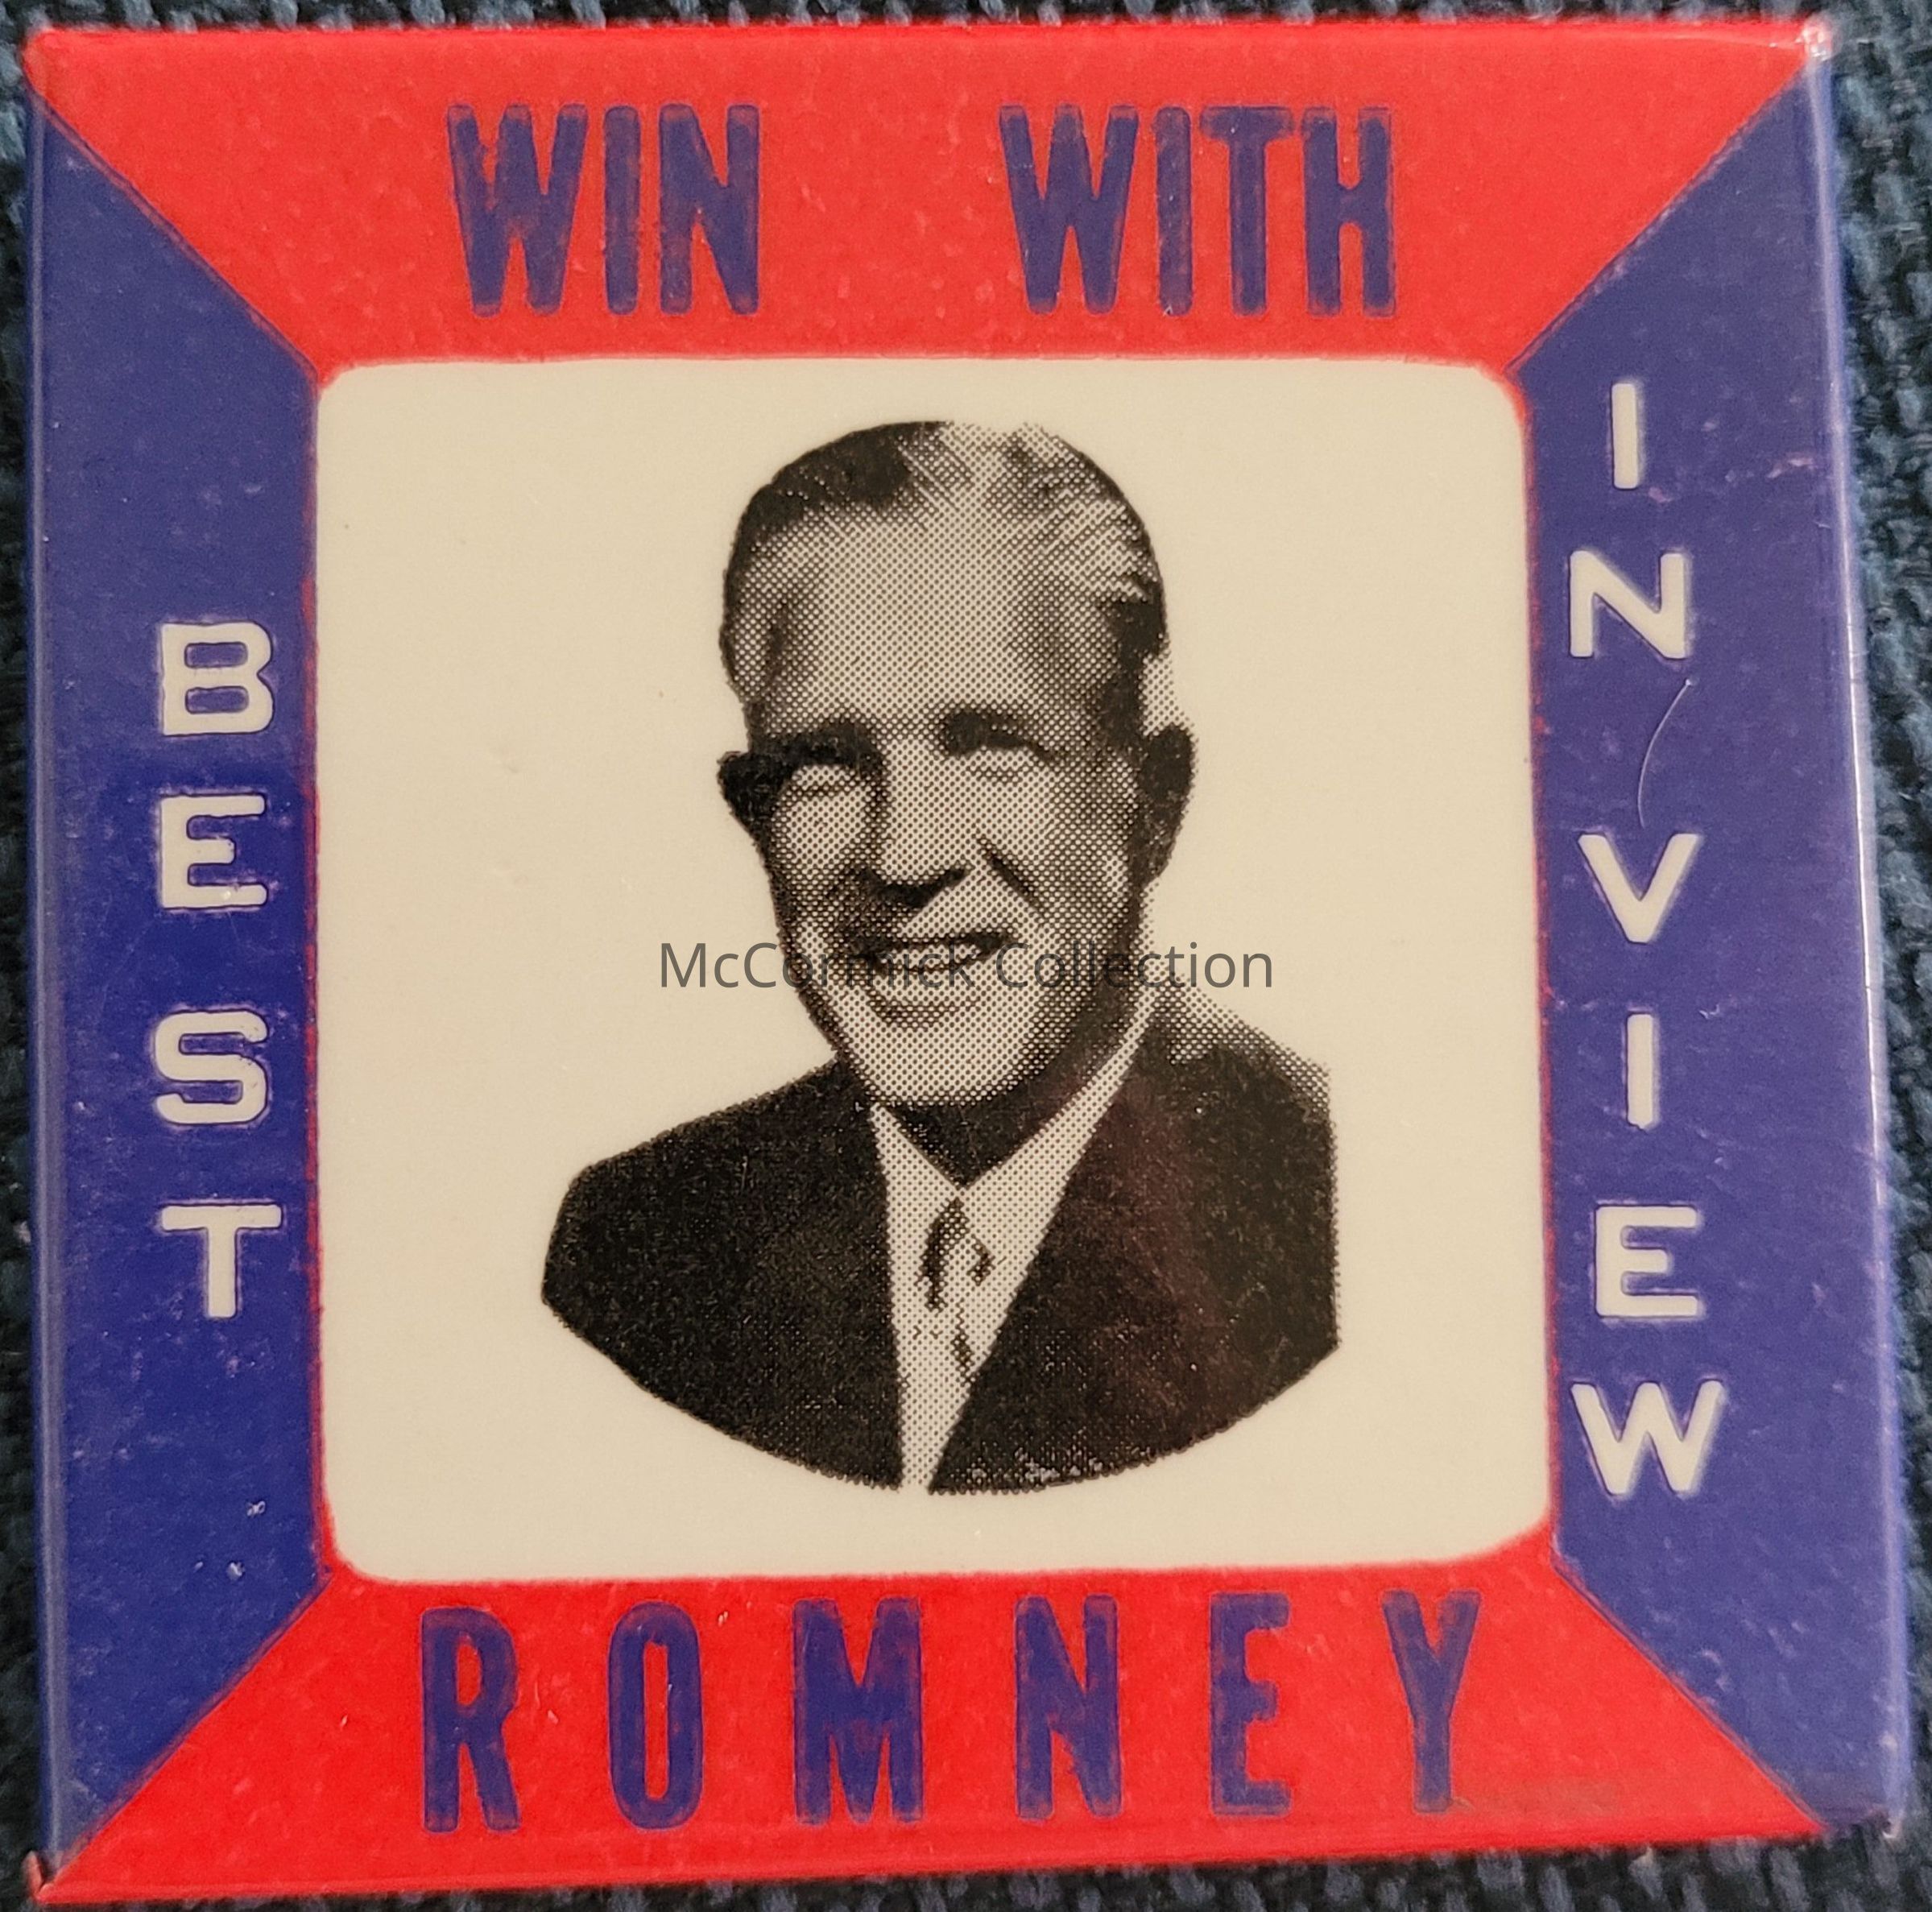 WIN WITH
BEST
IN VIEW
McCormick Collection
ROMNEY